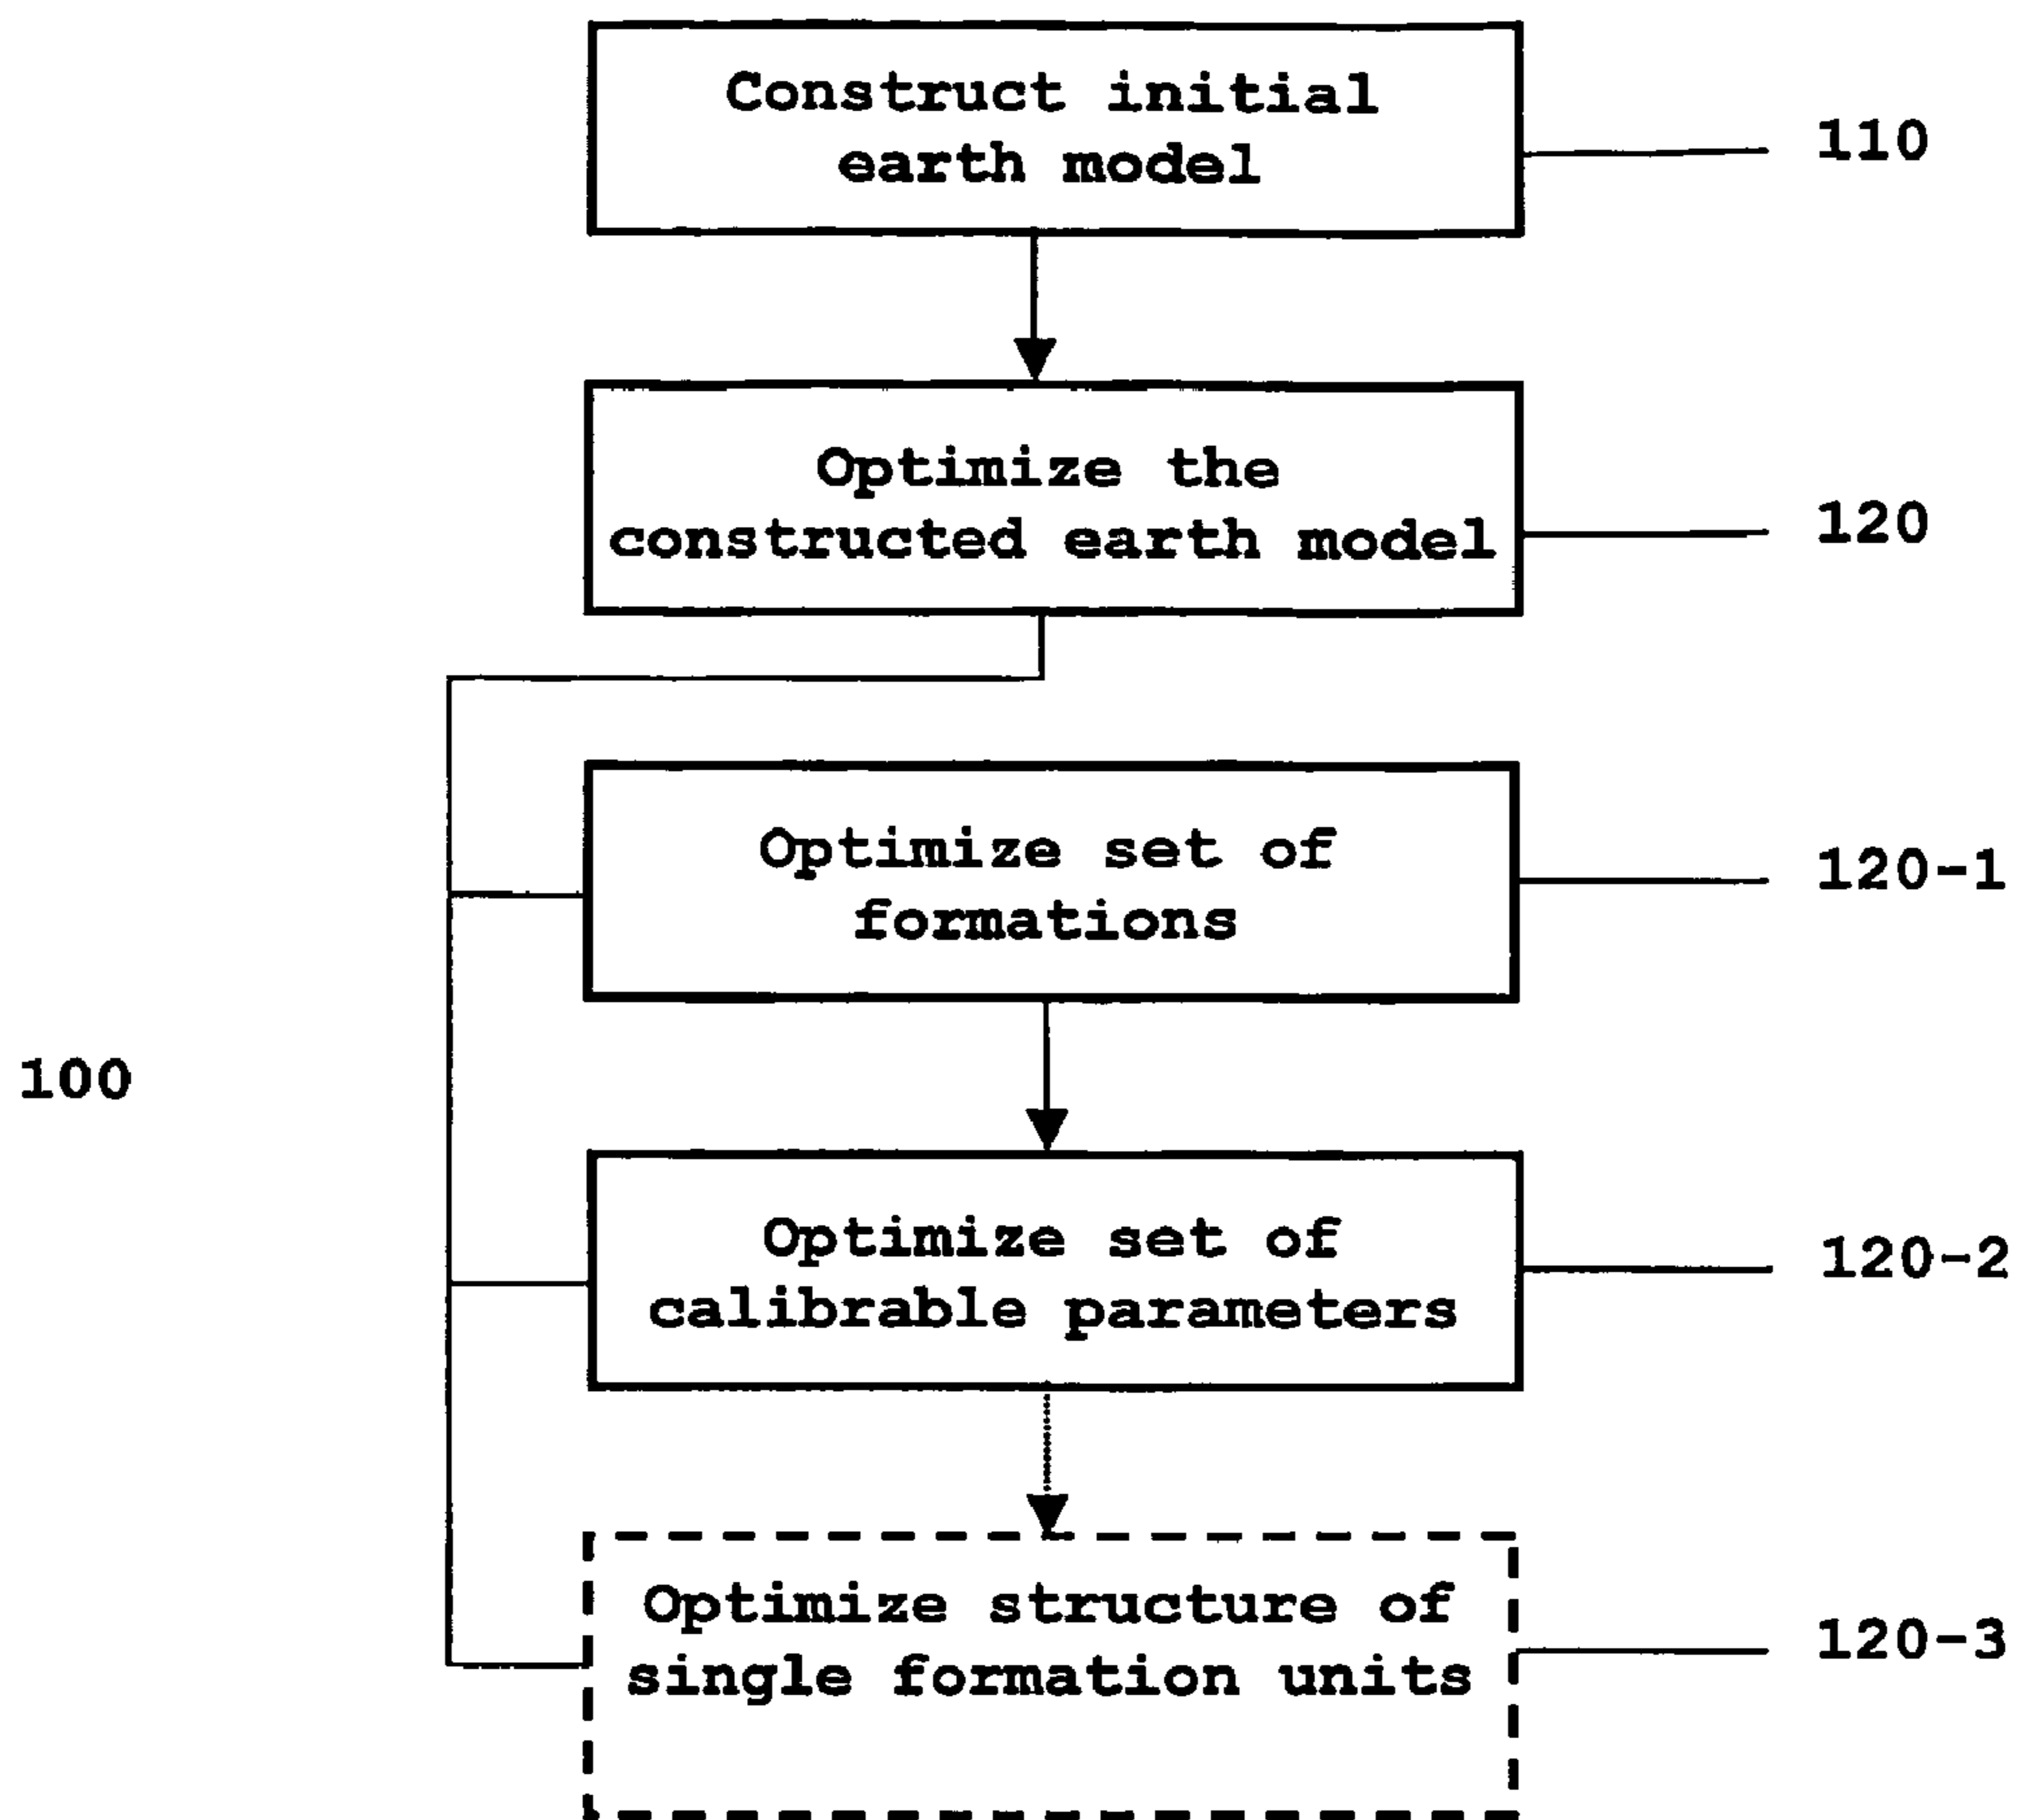 Construct initial
earth model
110
Optimize the
constructed earth model
120
Optimize set of
formations
120-1
100
Optimize set of
calibrable parameters
120-2
Optimize structure of
single formation units
120-3